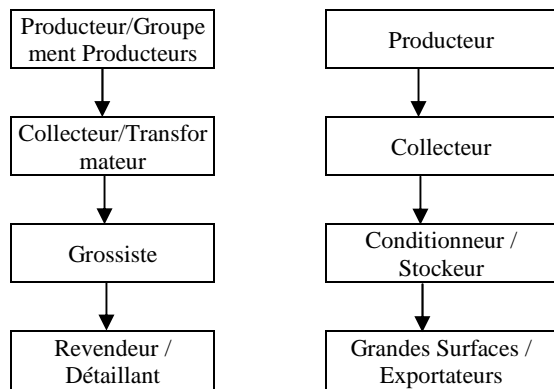 Producteur/Groupe
ment Producteurs
Collecteur/Transfor
mateur
Grossiste
Revendeur /
Détaillant
Producteur
Collecteur
Conditionneur /
Stockeur
Grandes Surfaces /
Exportateurs